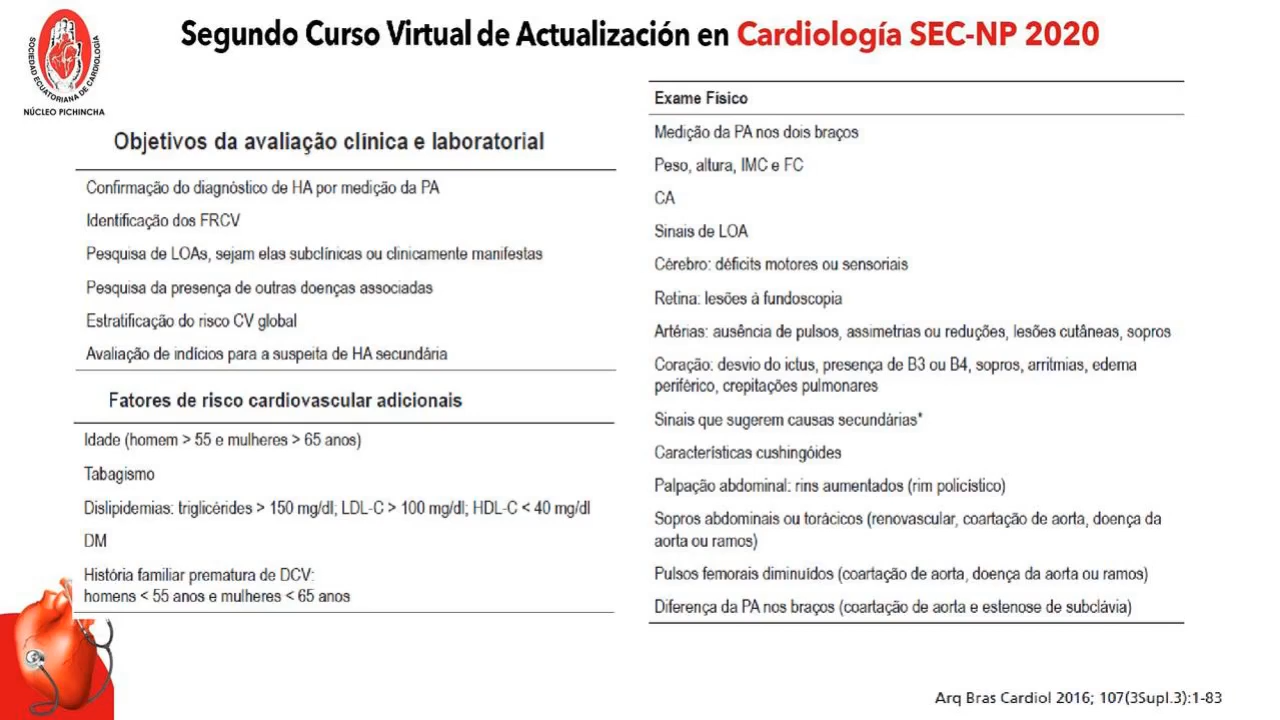 Segundo Curso Virtual de Actualización en Cardiología SEC-NP 2020
SOCIEDAD ECUATORIANA DE CARDIOLOGÍA
NÚCLEO PICHINCHA
Objetivos da avaliação clínica e laboratorial
Confirmação do diagnóstico de HA por medição da PA
Identificação dos FRCV
Pesquisa de LOAs, sejam elas subclínicas ou clinicamente manifestas
Pesquisa da presença de outras doenças associadas
Estratificação do risco CV global
Avaliação de indícios para a suspeita de HA secundária
Fatores de risco cardiovascular adicionais
Idade (homem > 55 e mulheres > 65 anos)
Tabagismo
Dislipidemias: triglicérides > 150 mg/dl; LDL-C > 100 mg/dl; HDL-C < 40 mg/dl
DM
História familiar prematura de DCV:
homens < 55 anos e mulheres < 65 anos
Exame Físico
Medição da PA nos dois braços
Peso, altura, IMC e FC
CA
Sinais de LOA
Cérebro: déficits motores ou sensoriais
Retina: lesões à fundoscopia
Artérias: ausência de pulsos, assimetrias ou reduções, lesões cutâneas, sopros
Coração: desvio do ictus, presença de B3 ou B4, sopros, arritmias, edema
periférico, crepitações pulmonares
Sinais que sugerem causas secundárias*
Características cushingóides
Palpação abdominal: rins aumentados (rim policístico)
Sopros abdominais ou torácicos (renovascular, coartação de aorta, doença da
aorta ou ramos)
Pulsos femorais diminuídos (coartação de aorta, doença da aorta ou ramos)
Diferença da PA nos braços (coartação de aorta e estenose de subclávia)
Arq Bras Cardiol 2016; 107(3Supl.3):1-83